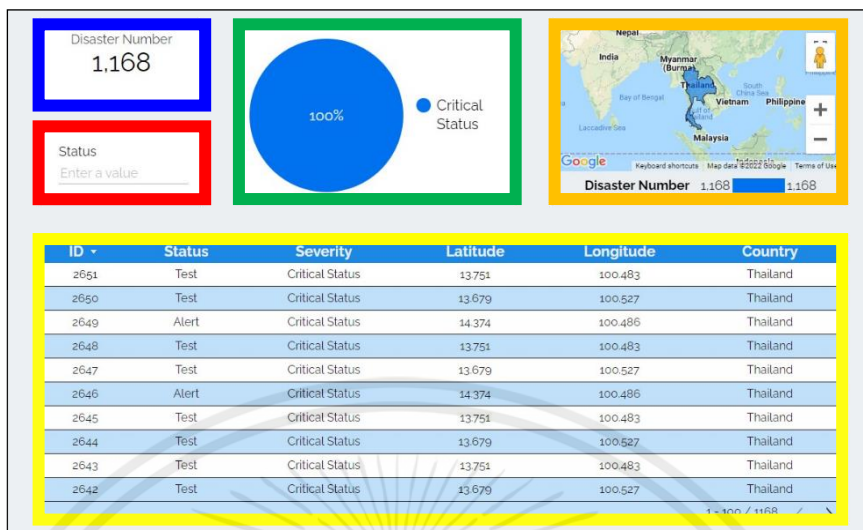 Disaster Number
1,168
Status
Enter a value
100%
Critical
Status
Nepal
India
Myanmar
(Burma)
Thailand
South
China Sea
Bay of Bengal
Vietnam
Philippine
Gulf of
Thailand
Laccadive Sea
Malaysia
Indonesia
Google
Keyboard shortcuts
Map data ©2022 Google
Terms of Use
Disaster Number 1,168 1,168
ID Status Severity Latitude Longitude Country
2651 Test Critical Status 13.751 100.483 Thailand
2650 Test Critical Status 13.679 100.527 Thailand
2649 Alert Critical Status 14.374 100.486 Thailand
2648 Test Critical Status 13.751 100.483 Thailand
2647 Test Critical Status 13.679 100.527 Thailand
2646 Alert Critical Status 14.374 100.486 Thailand
2645 Test Critical Status 13.751 100.483 Thailand
2644 Test Critical Status 13.679 100.527 Thailand
2643 Test Critical Status 13.751 100.483 Thailand
2642 Test Critical Status 13.679 100.527 Thailand
1 - 100 / 1168 < >